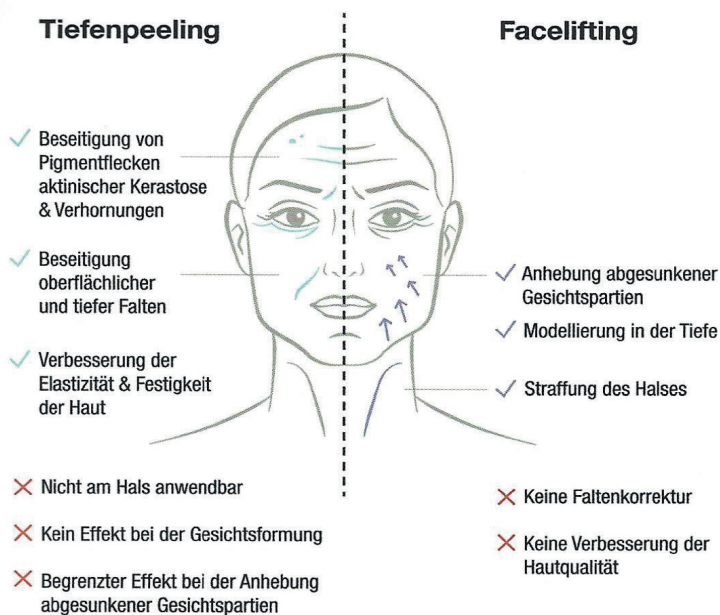 Tiefenpeeling
Beseitigung von
Pigmentflecken
aktinischer Kerastose
& Verhornungen
Beseitigung
oberflächlicher
und tiefer Falten
Verbesserung der
Elastizität & Festigkeit
der Haut
Nicht am Hals anwendbar
Kein Effekt bei der Gesichtsformung
Begrenzter Effekt bei der Anhebung
abgesunkener Gesichtspartien
Facelifting
Anhebung abgesunkener
Gesichtspartien
Modellierung in der Tiefe
Straffung des Halses
Keine Faltenkorrektur
Keine Verbesserung der
Hautqualität